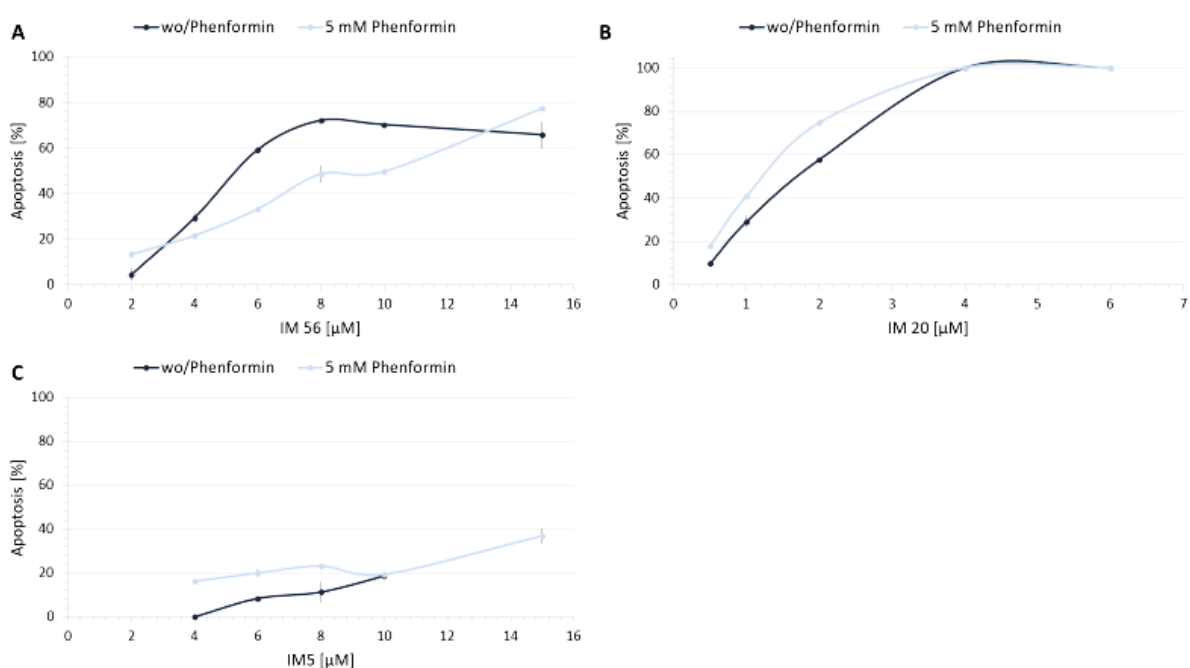 A
wo/Phenformin 5 mM Phenformin
Apoptosis [%]
100
80
60
40
20
0
0 2 4 6 8 10 12 14 16
IM 56 [µM]
B
wo/Phenformin 5 mM Phenformin
Apoptosis [%]
100
80
60
40
20
0
0 1 2 3 4 5 6 7
IM 20 [µM]
C
wo/Phenformin 5 mM Phenformin
Apoptosis [%]
100
80
60
40
20
0
0 2 4 6 8 10 12 14 16
IM5 [µM]